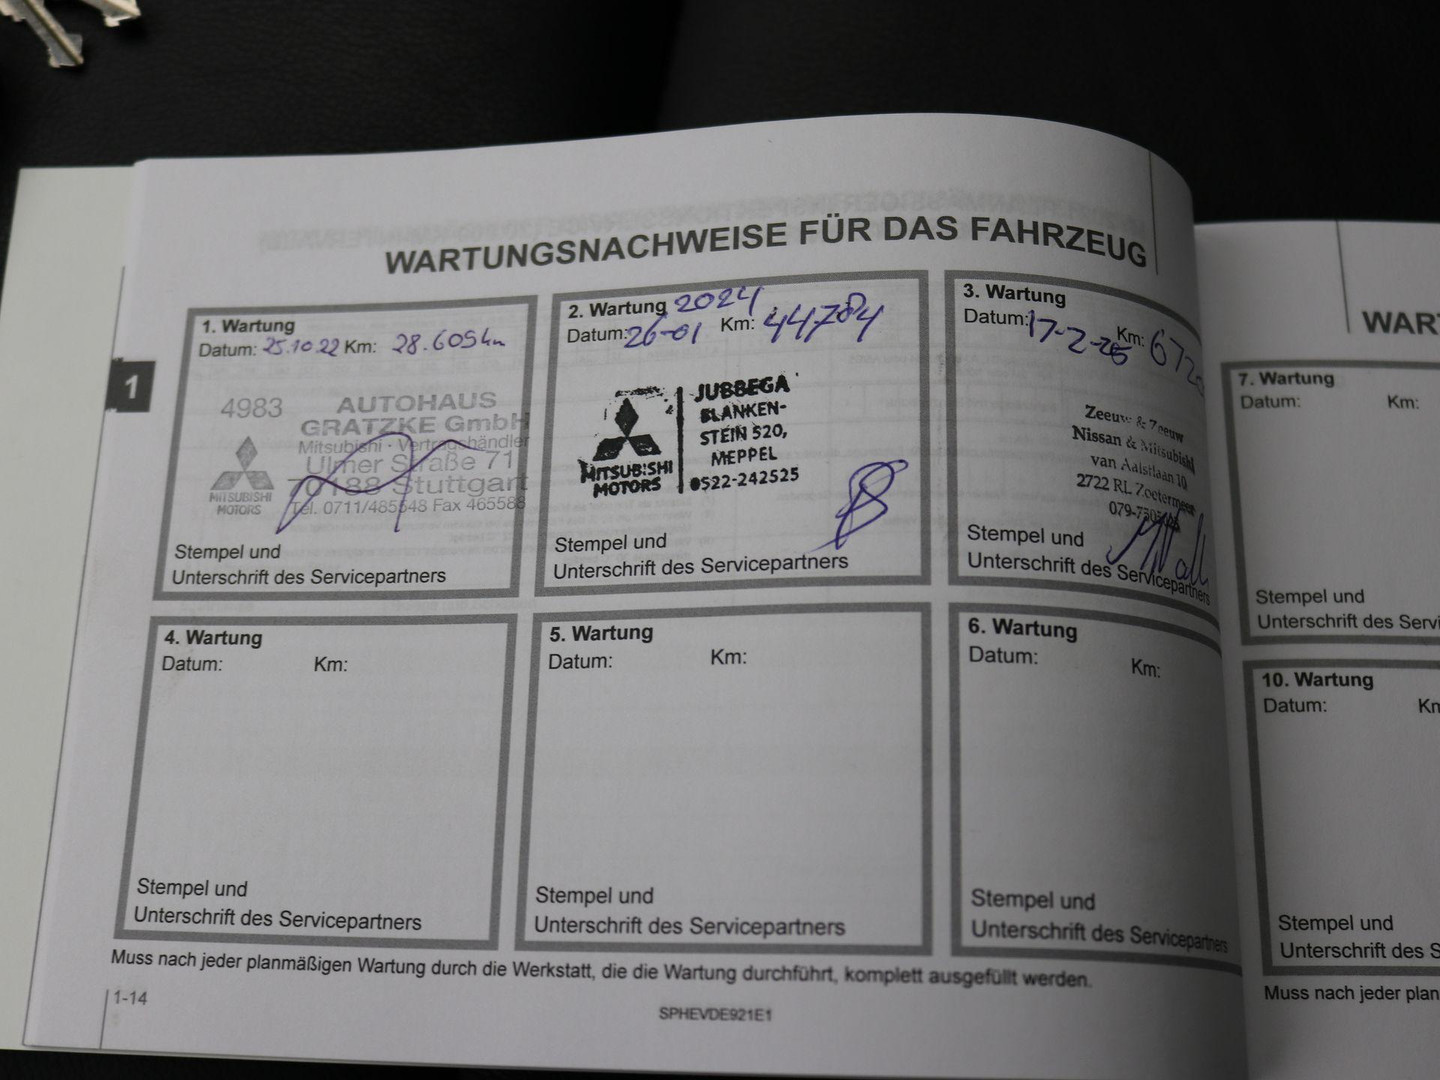 WARTUNGSNACHWEISE FÜR DAS FAHRZEUG
1
1. Wartung
Datum: 25.10.22 Km: 28.605km
4983
AUTOHAUS
GRATZKE GmbH
Mitsubishi - Vertragshändler
Ulmer Straße 71
70188 Stuttgart
Tel. 0711/485548 Fax 465588
MITSUBISHI
MOTORS
Stempel und
Unterschrift des Servicepartners
2. Wartung 2024
Datum: 26-01 Km: 44784
MITSUBISHI
MOTORS
JUBBEGA
BLANKEN-
STEIN 520,
MEPPEL
0522-242525
Stempel und
Unterschrift des Servicepartners
3. Wartung
Datum: 17-2-26 Km: 672
Zeeuw & Zeeuw
Nissan & Mitsubishi
van Aalstlaan 10
2722 RL Zoetermeer
079-
Stempel und
Unterschrift des Servicepartners
4. Wartung
Datum: Km:
Stempel und
Unterschrift des Servicepartners
5. Wartung
Datum: Km:
Stempel und
Unterschrift des Servicepartners
6. Wartung
Datum: Km:
Stempel und
Unterschrift des Servicepartners
Muss nach jeder planmäßigen Wartung durch die Werkstatt, die die Wartung durchführt, komplett ausgefüllt werden.
1-14
SPHEVDE921E1
WART
7. Wartung
Datum: Km:
Stempel und
Unterschrift des Servi
10. Wartung
Datum: Km
Stempel und
Unterschrift des S
Muss nach jeder plan